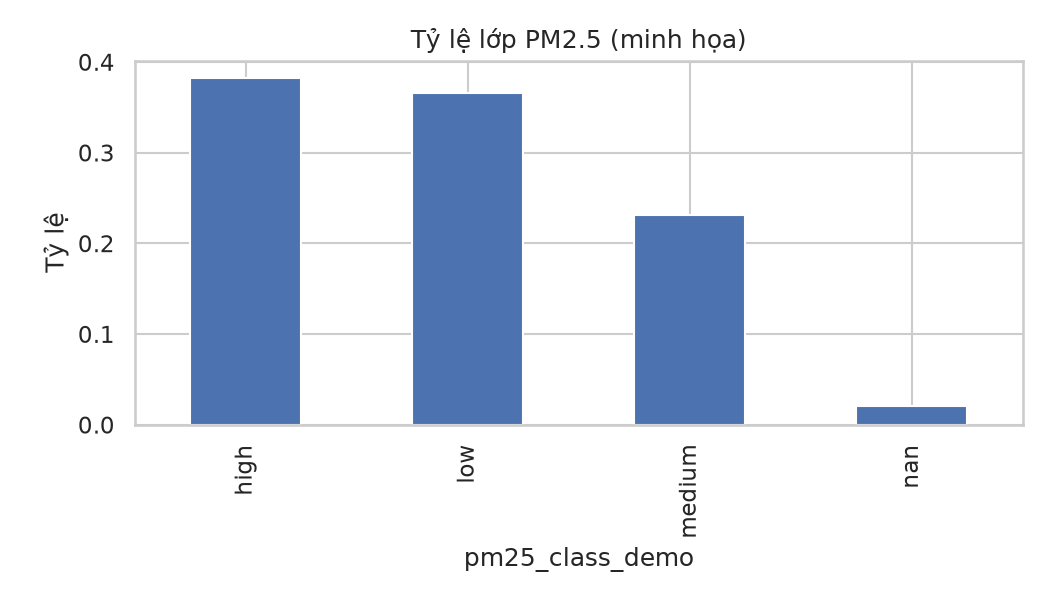 Tỷ lệ lớp PM2.5 (minh họa)
Tỷ lệ
0.4
0.3
0.2
0.1
0.0
high
low
medium
nan
pm25_class_demo